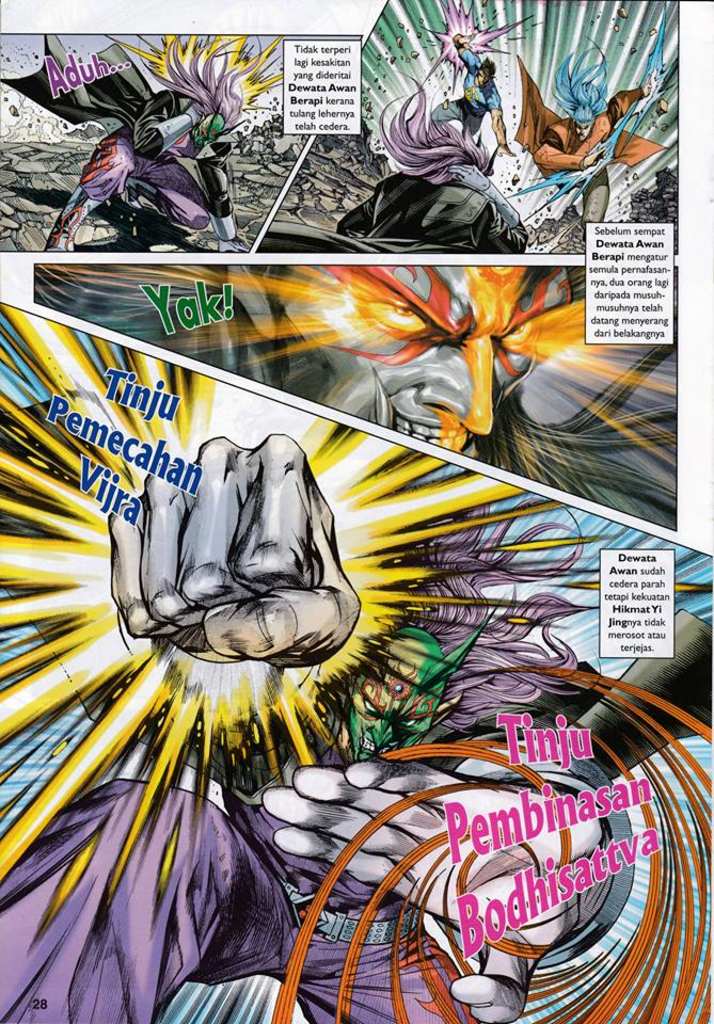 Aduh...
Tidak terperi
lagi kesakitan
yang dideritai
Dewata Awan
Berapi kerana
tulang lehernya
telah cedera.
Sebelum sempat
Dewata Awan
Berapi mengatur
semula pernafasan-
nya, dua orang lagi
daripada musuh-
musuhnya telah
datang menyerang
dari belakangnya
Yak!
Tinju
Pemecahan
Vijra
Dewata
Awan sudah
cedera parah
tetapi kekuatan
Hikmat Yi
Jingnya tidak
merosot atau
terjejas.
Tinju
Pembinasan
Bodhisattva
28